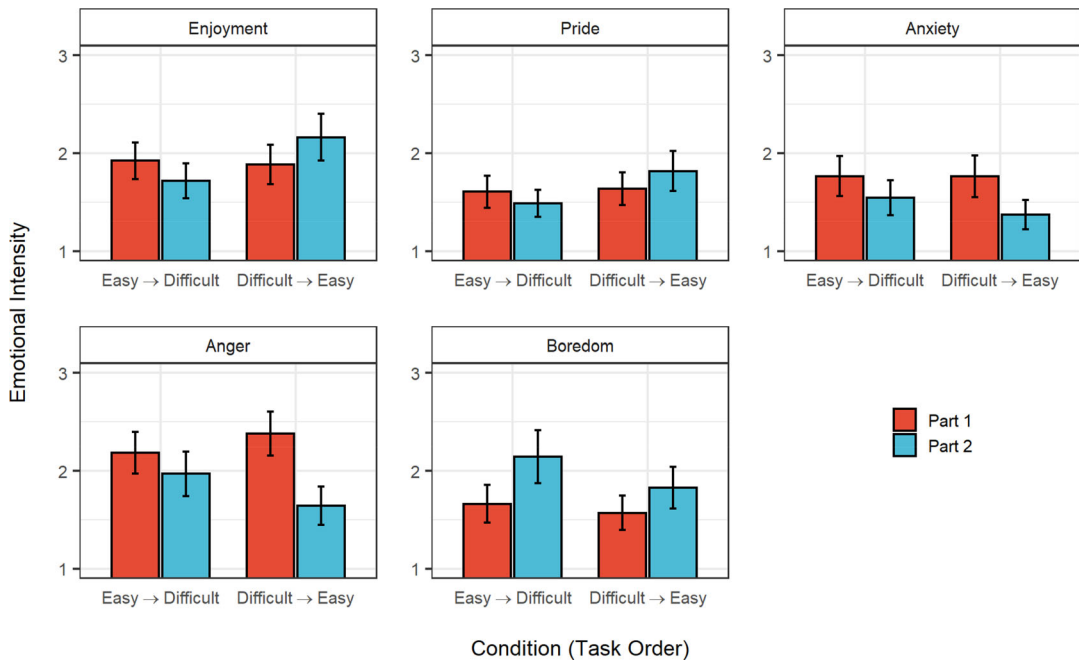 Enjoyment
Pride
Anxiety
3
2
1
3
2
1
3
2
1
Easy → Difficult
Difficult → Easy
Easy → Difficult
Difficult → Easy
Easy → Difficult
Difficult → Easy
Emotional Intensity
Anger
Boredom
3
2
1
3
2
1
Easy → Difficult
Difficult → Easy
Easy → Difficult
Difficult → Easy
Part 1
Part 2
Condition (Task Order)